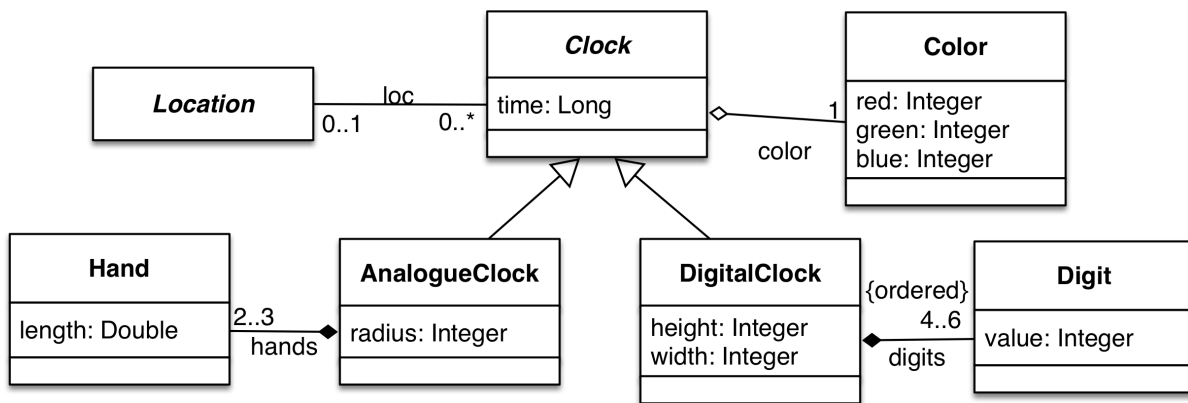 Clock
time: Long
Color
red: Integer
green: Integer
blue: Integer
Location
loc
0..1
0..*
1
color
Hand
length: Double
2..3
hands
AnalogueClock
radius: Integer
DigitalClock
height: Integer
width: Integer
{ordered}
4..6
digits
Digit
value: Integer